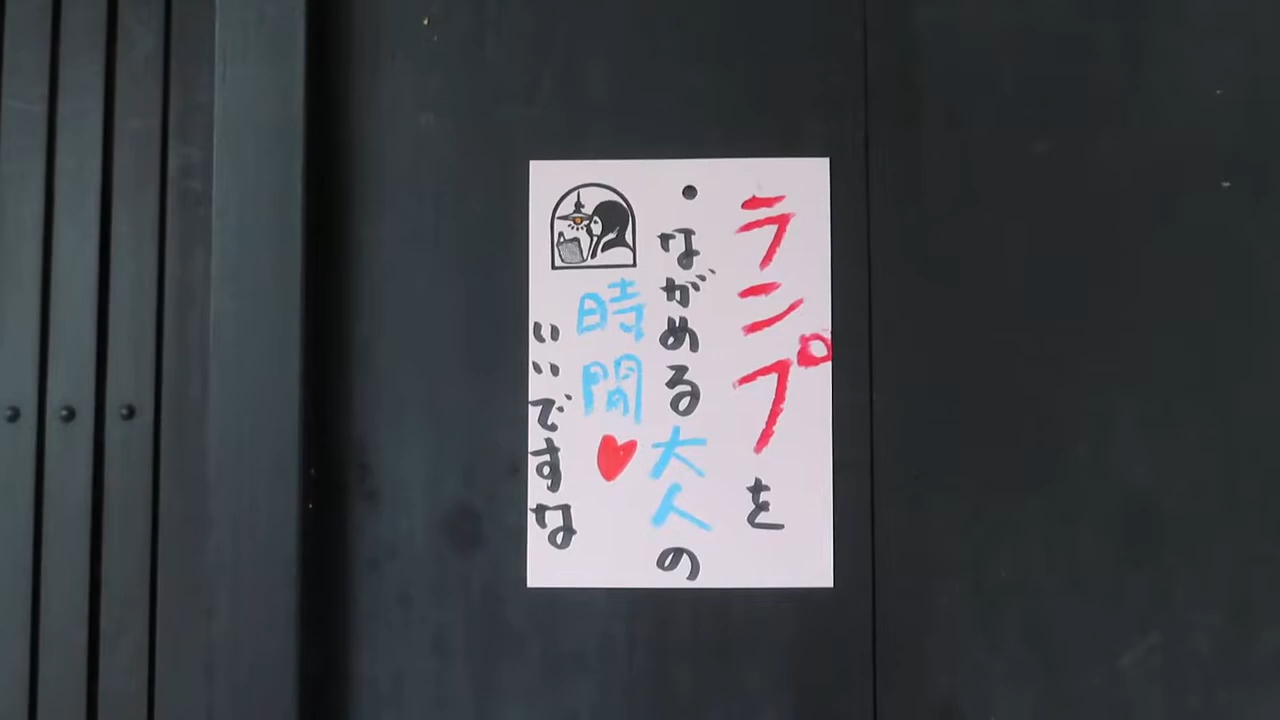 ランプを
・ながめる大人の
時間♥
いいですな